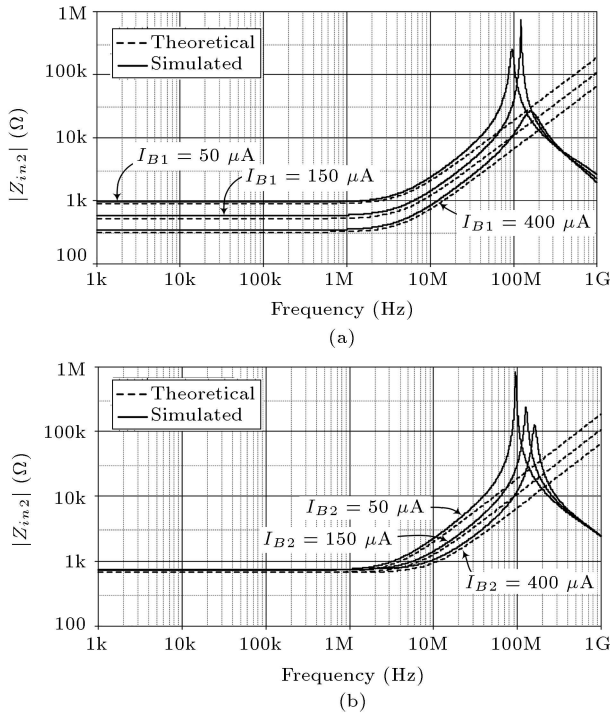 1M
100k
10k
1k
100
|Z_{in2}| (Ω)
Theoretical
Simulated
I_{B1} = 50 μA
I_{B1} = 150 μA
I_{B1} = 400 μA
1k 10k 100k 1M 10M 100M 1G
Frequency (Hz)
(a)
1M
100k
10k
1k
100
|Z_{in2}| (Ω)
Theoretical
Simulated
I_{B2} = 50 μA
I_{B2} = 150 μA
I_{B2} = 400 μA
1k 10k 100k 1M 10M 100M 1G
Frequency (Hz)
(b)